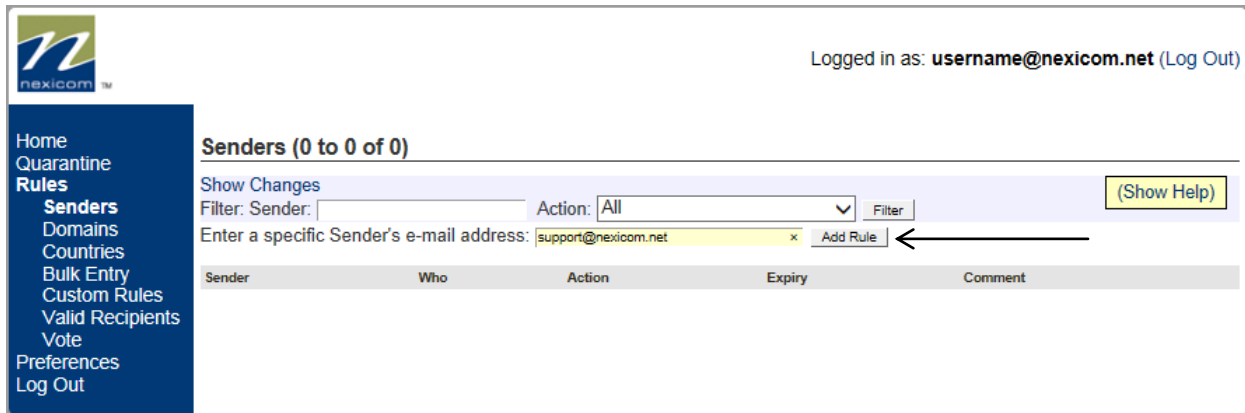 nexicom TM
Logged in as: username@nexicom.net (Log Out)
Home
Quarantine
Rules
Senders
Domains
Countries
Bulk Entry
Custom Rules
Valid Recipients
Vote
Preferences
Log Out
Senders (0 to 0 of 0)
Show Changes
(Show Help)
Filter: Sender: Action: All Filter
Enter a specific Sender's e-mail address: support@nexicom.net × Add Rule
Sender Who Action Expiry Comment